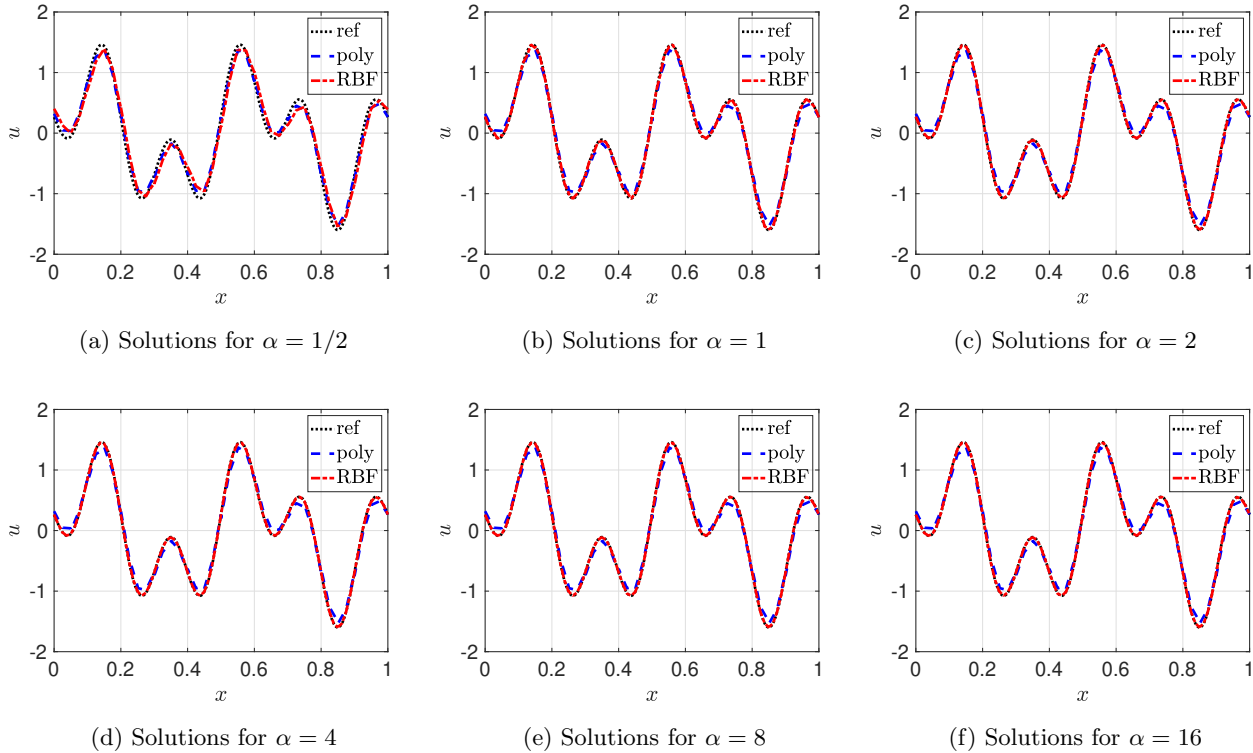 2
1
0
-1
-2
u
0
0.2
0.4
0.6
0.8
1
x
ref
poly
RBF
(a) Solutions for α = 1/2
2
1
0
-1
-2
u
0
0.2
0.4
0.6
0.8
1
x
ref
poly
RBF
(b) Solutions for α = 1
2
1
0
-1
-2
u
0
0.2
0.4
0.6
0.8
1
x
ref
poly
RBF
(c) Solutions for α = 2
2
1
0
-1
-2
u
0
0.2
0.4
0.6
0.8
1
x
ref
poly
RBF
(d) Solutions for α = 4
2
1
0
-1
-2
u
0
0.2
0.4
0.6
0.8
1
x
ref
poly
RBF
(e) Solutions for α = 8
2
1
0
-1
-2
u
0
0.2
0.4
0.6
0.8
1
x
ref
poly
RBF
(f) Solutions for α = 16